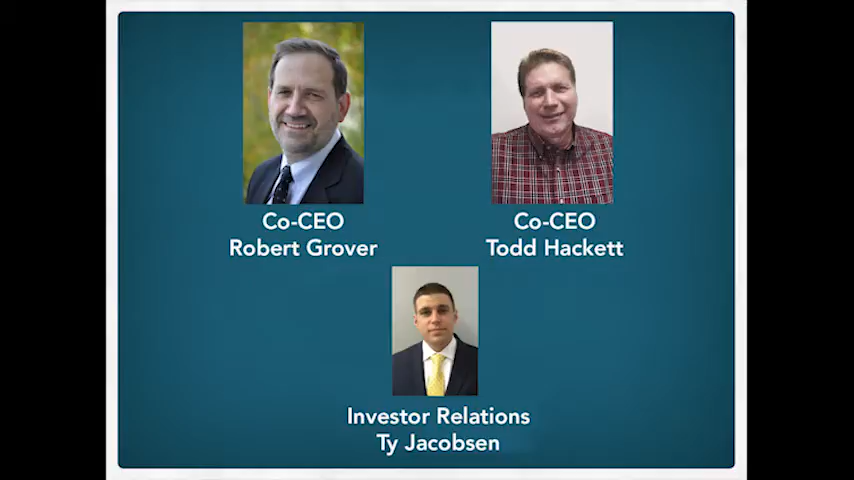 Co-CEO
Robert Grover
Co-CEO
Todd Hackett
Investor Relations
Ty Jacobsen